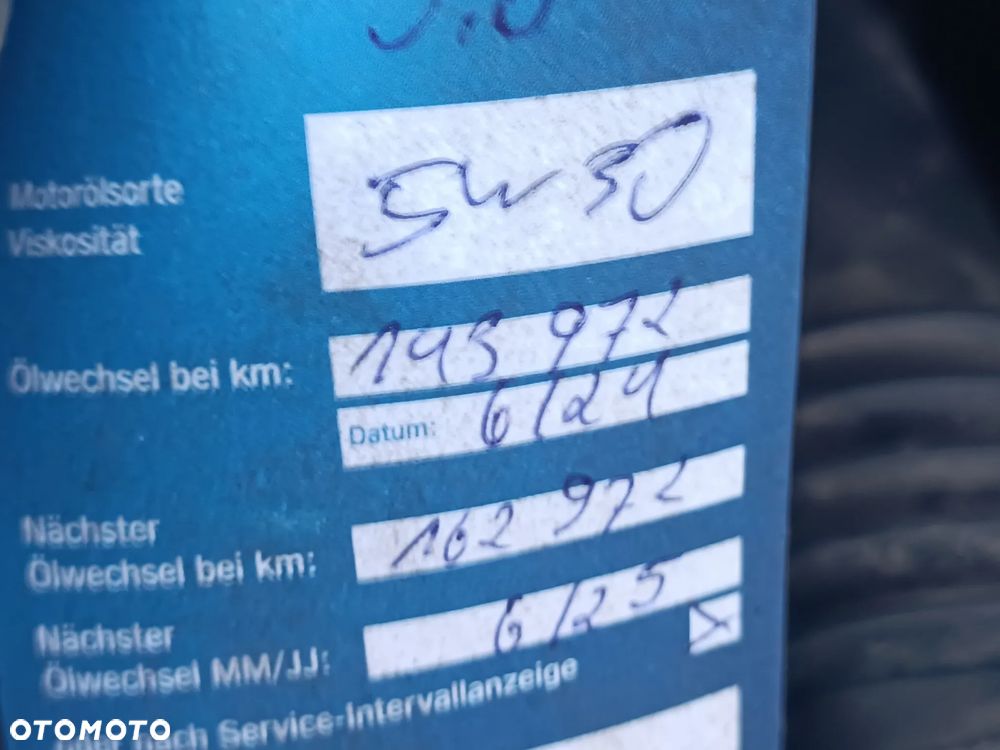 Motorölsorte
Viskosität
5W30
Ölwechsel bei km: 145 972
Datum: 6/24
Nächster
Ölwechsel bei km: 162 972
Nächster
Ölwechsel MM/JJ: 6/25
nach Service-Intervallanzeige
OTOMOTO